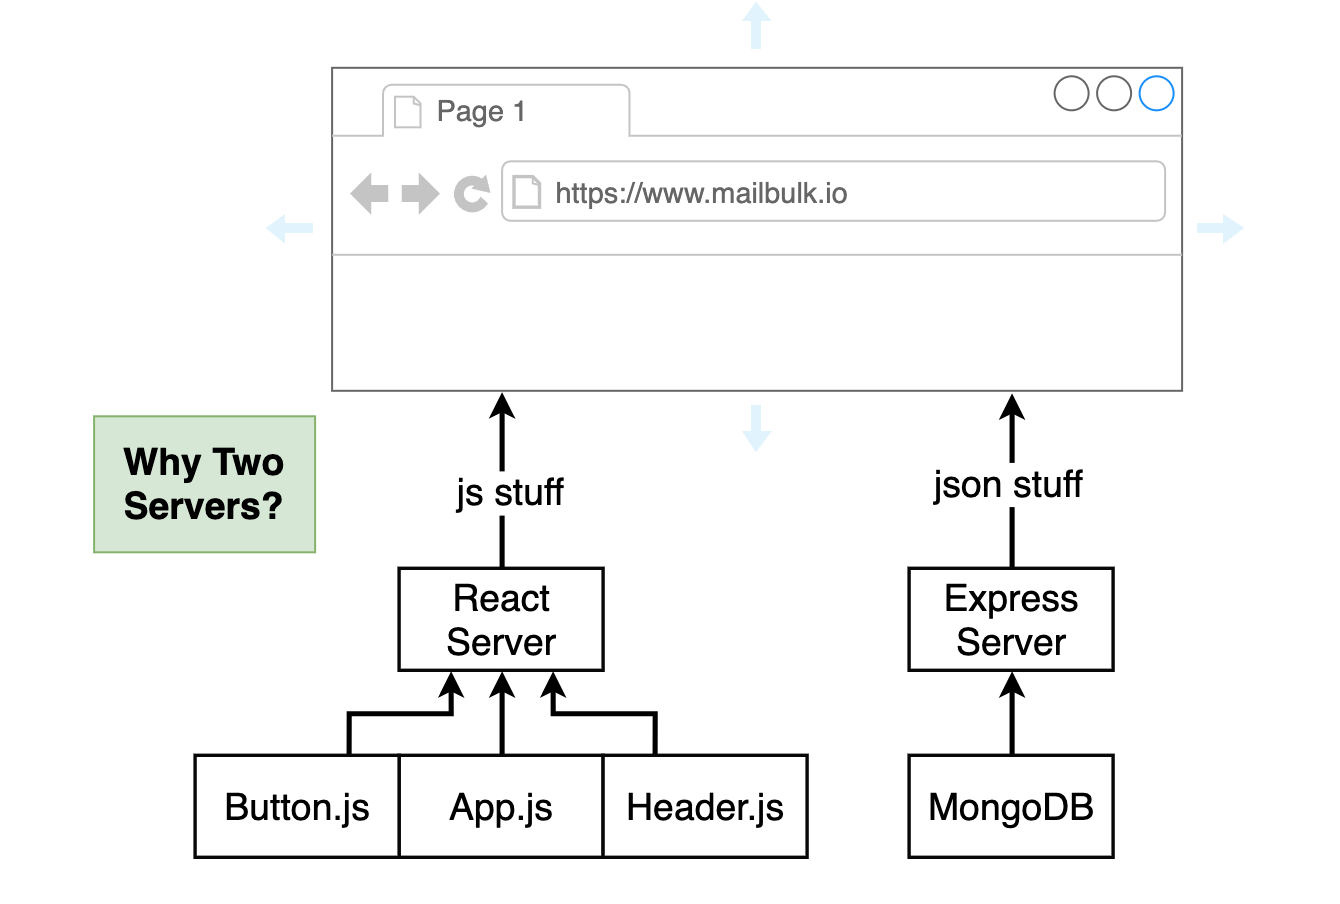 Page 1
https://www.mailbulk.io
Why Two
Servers?
js stuff
json stuff
React
Server
Express
Server
Button.js
App.js
Header.js
MongoDB